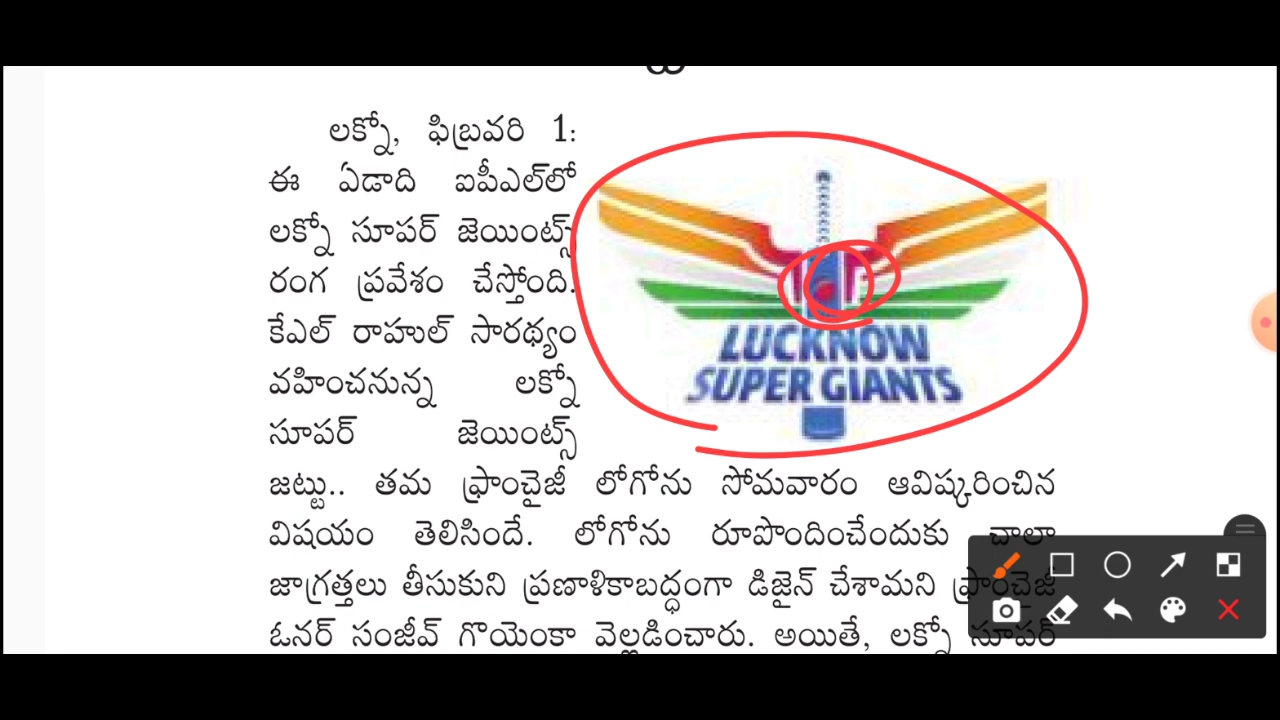 లక్నో, ఫిబ్రవరి 1:
ఈ ఏడాది ఐపీఎల్‌లో
లక్నో సూపర్ జెయింట్స్
రంగ ప్రవేశం చేస్తోంది.
కేఎల్ రాహుల్ సారథ్యం
వహించనున్న లక్నో
సూపర్ జెయింట్స్
LUCKNOW
SUPER GIANTS
జట్టు.. తమ ఫ్రాంచైజీ లోగోను సోమవారం ఆవిష్కరించిన
విషయం తెలిసిందే. లోగోను రూపొందించేందుకు చాలా
జాగ్రత్తలు తీసుకుని ప్రణాళికాబద్ధంగా డిజైన్ చేశామని ఫ్రాంచైజీ
ఓనర్ సంజీవ్ గొయెంకా వెల్లడించారు. అయితే, లక్నో సూపర్